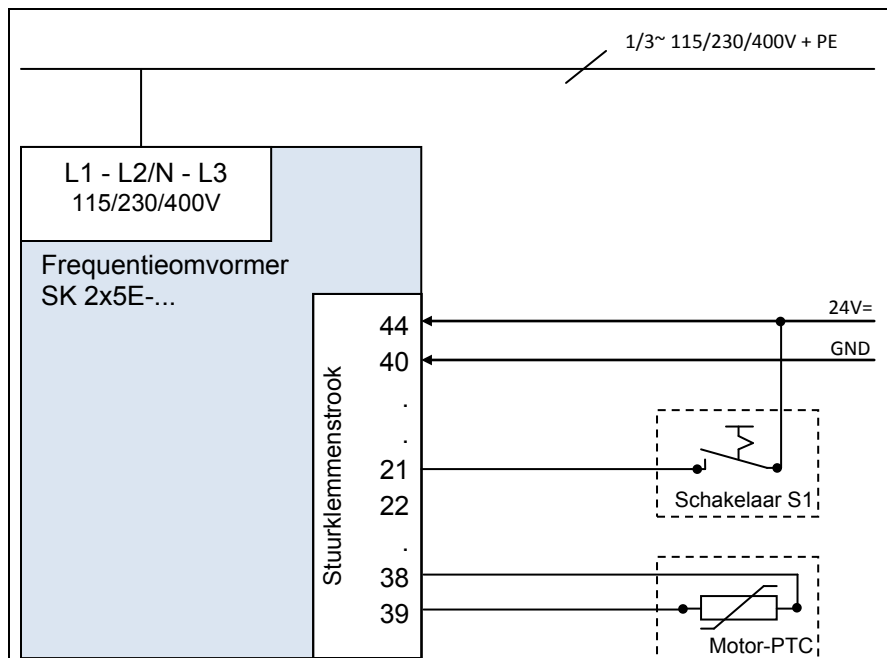 1/3~ 115/230/400V + PE
L1 - L2/N - L3
115/230/400V
Frequentieomvormer
SK 2x5E-...
Stuurklemmenstrook
44
40
.
.
21
22
.
38
39
24V=
GND
Schakelaar S1
Motor-PTC